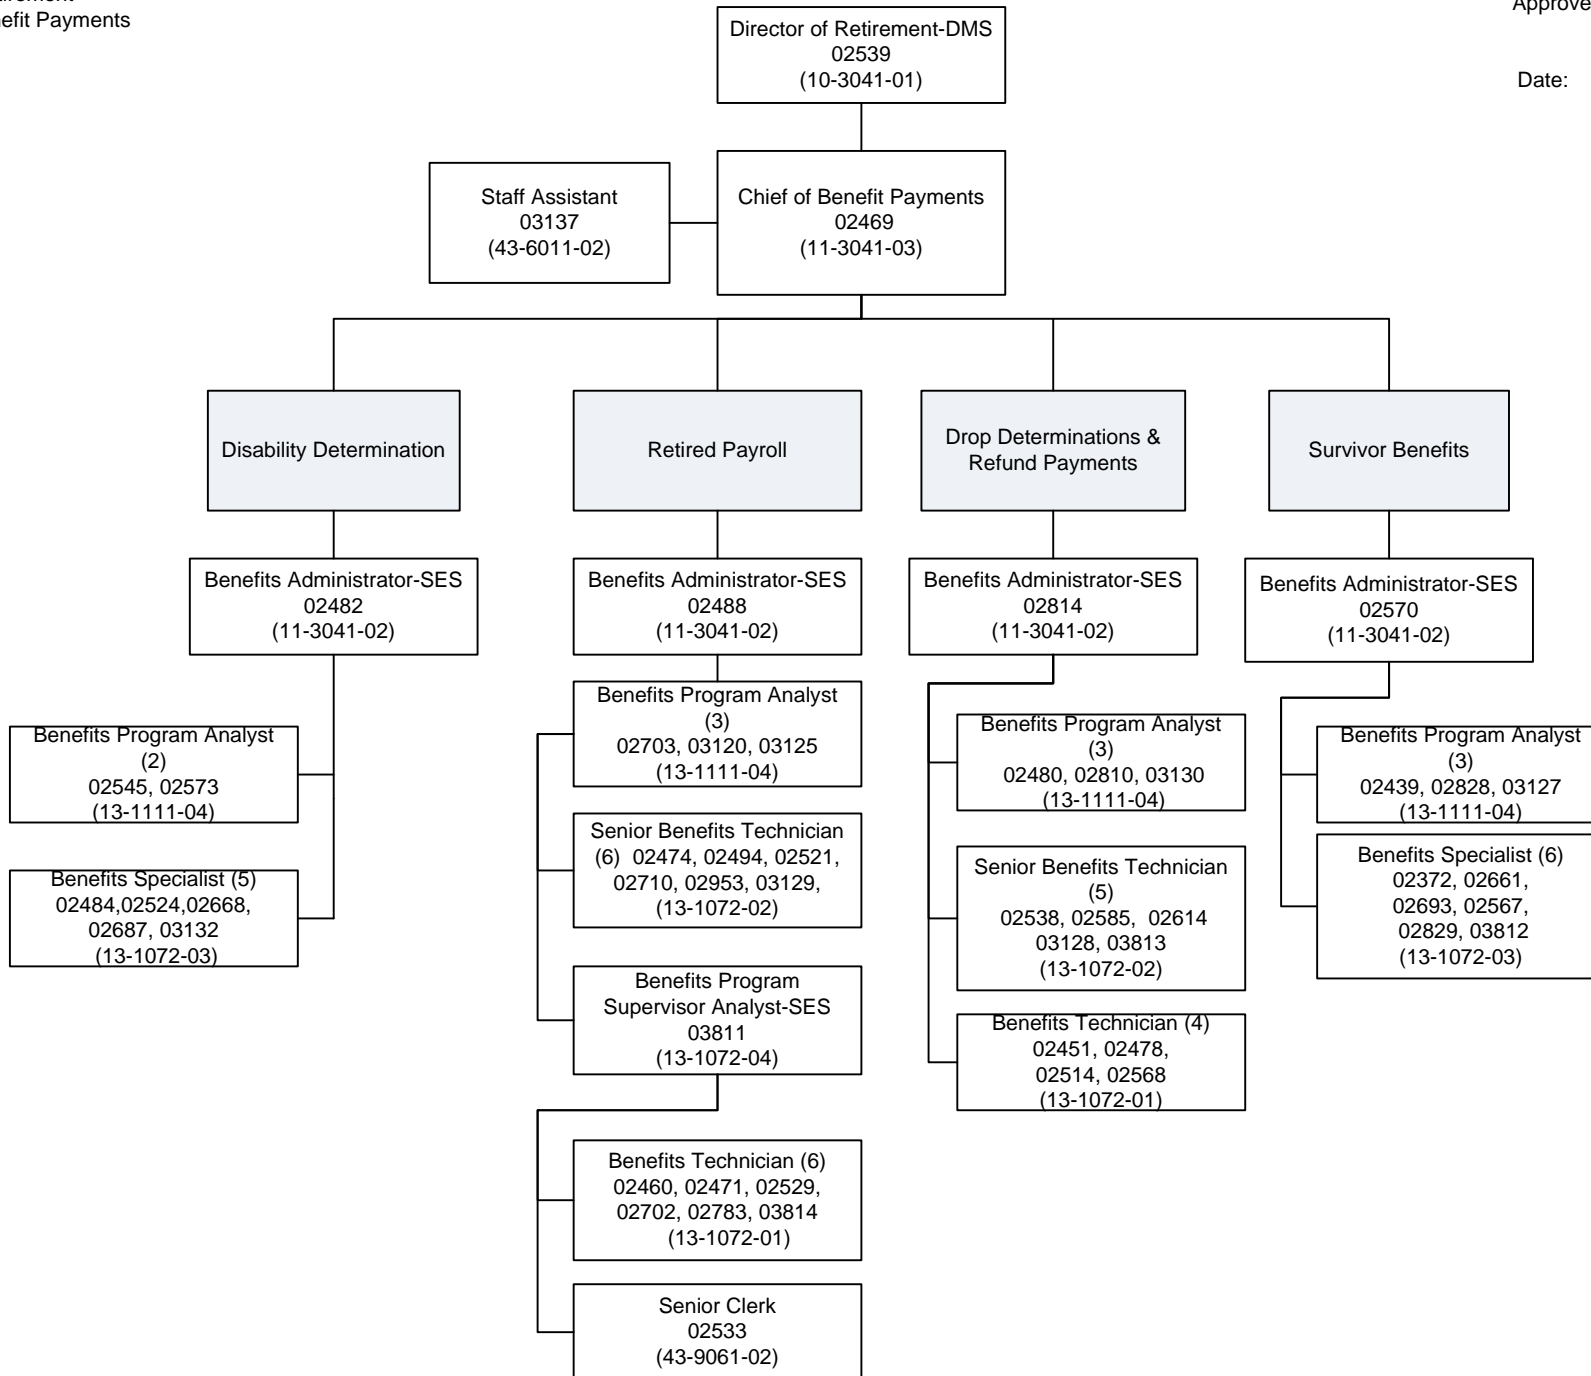 Director of Retirement-DMS
02539
(10-3041-01)
Date:
Staff Assistant
03137
(43-6011-02)
Chief of Benefit Payments
02469
(11-3041-03)
Disability Determination
Retired Payroll
Drop Determinations &
Refund Payments
Survivor Benefits
Benefits Administrator-SES
02482
(11-3041-02)
Benefits Administrator-SES
02488
(11-3041-02)
Benefits Administrator-SES
02814
(11-3041-02)
Benefits Administrator-SES
02570
(11-3041-02)
Benefits Program Analyst
(2)
02545, 02573
(13-1111-04)
Benefits Specialist (5)
02484,02524,02668,
02687, 03132
(13-1072-03)
Benefits Program Analyst
(3)
02703, 03120, 03125
(13-1111-04)
Senior Benefits Technician
(6)  02474, 02494, 02521,
02710, 02953, 03129,
(13-1072-02)
Benefits Program
Supervisor Analyst-SES
03811
(13-1072-04)
Benefits Technician (6)
02460, 02471, 02529,
02702, 02783, 03814
(13-1072-01)
Senior Clerk
02533
(43-9061-02)
Benefits Program Analyst
(3)
02480, 02810, 03130
(13-1111-04)
Senior Benefits Technician
(5)
02538, 02585,  02614
03128, 03813
(13-1072-02)
Benefits Technician (4)
02451, 02478,
02514, 02568
(13-1072-01)
Benefits Program Analyst
(3)
02439, 02828, 03127
(13-1111-04)
Benefits Specialist (6)
02372, 02661,
02693, 02567,
02829, 03812
(13-1072-03)
Payments